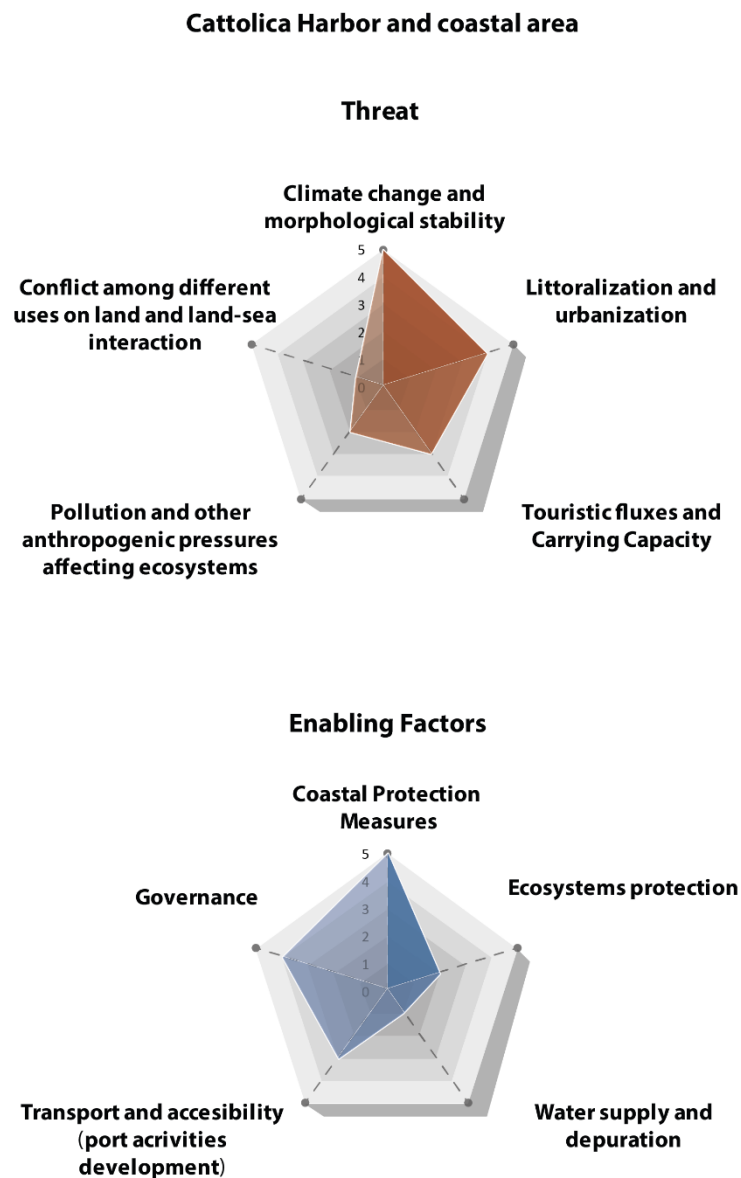 Cattolica Harbor and coastal area
Threat
Climate change and
morphological stability
5
4
3
2
1
0
Conflict among different
uses on land and land-sea
interaction
Littoralization and
urbanization
Pollution and other
anthropogenic pressures
affecting ecosystems
Touristic fluxes and
Carrying Capacity
Enabling Factors
Coastal Protection
Measures
5
4
3
2
1
0
Governance
Ecosystems protection
Transport and accesibility
(port acrivities
development)
Water supply and
depuration